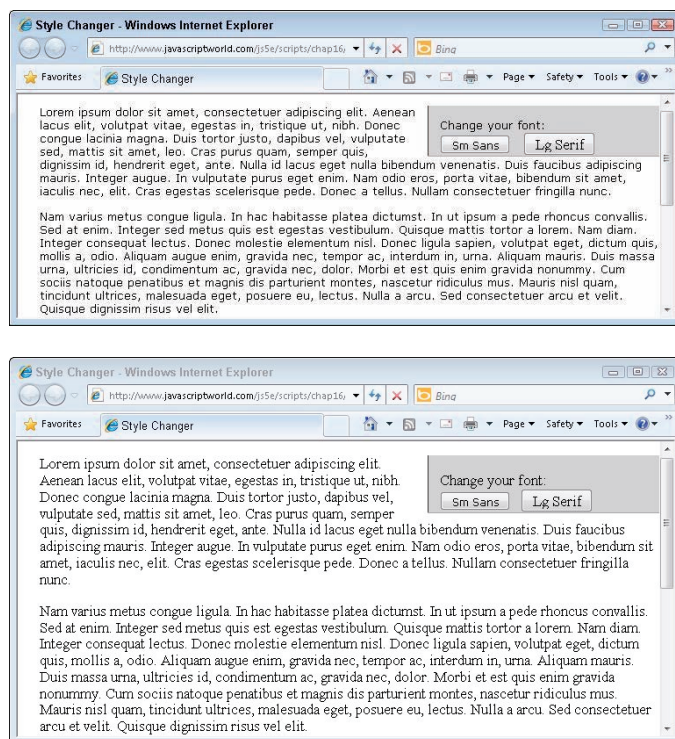 Style Changer - Windows Internet Explorer
http://www.javascriptworld.com/js5e/scripts/chap16/
Bing
Favorites
Style Changer
Page
Safety
Tools
Lorem ipsum dolor sit amet, consectetuer adipiscing elit. Aenean
lacus elit, volutpat vitae, egestas in, tristique ut, nibh. Donec
congue lacinia magna. Duis tortor justo, dapibus vel, vulputate
sed, mattis sit amet, leo. Cras purus quam, semper quis,
Change your font:
Sm Sans
Lg Serif
dignissim id, hendrerit eget, ante. Nulla id lacus eget nulla bibendum venenatis. Duis faucibus adipiscing
mauris. Integer augue. In vulputate purus eget enim. Nam odio eros, porta vitae, bibendum sit amet,
iaculis nec, elit. Cras egestas scelerisque pede. Donec a tellus. Nullam consectetuer fringilla nunc.
Nam varius metus congue ligula. In hac habitasse platea dictumst. In ut ipsum a pede rhoncus convallis.
Sed at enim. Integer sed metus quis est egestas vestibulum. Quisque mattis tortor a lorem. Nam diam.
Integer consequat lectus. Donec molestie elementum nisl. Donec ligula sapien, volutpat eget, dictum quis,
mollis a, odio. Aliquam augue enim, gravida nec, tempor ac, interdum in, urna. Aliquam mauris. Duis massa
urna, ultricies id, condimentum ac, gravida nec, dolor. Morbi et est quis enim gravida nonummy. Cum
sociis natoque penatibus et magnis dis parturient montes, nascetur ridiculus mus. Mauris nisl quam,
tincidunt ultrices, malesuada eget, posuere eu, lectus. Nulla a arcu. Sed consectetuer arcu et velit.
Quisque dignissim risus vel elit.
Style Changer - Windows Internet Explorer
http://www.javascriptworld.com/js5e/scripts/chap16/
Bing
Favorites
Style Changer
Page
Safety
Tools
Lorem ipsum dolor sit amet, consectetuer adipiscing elit.
Aenean lacus elit, volutpat vitae, egestas in, tristique ut, nibh.
Donec congue lacinia magna. Duis tortor justo, dapibus vel,
vulputate sed, mattis sit amet, leo. Cras purus quam, semper
Change your font:
Sm Sans
Lg Serif
quis, dignissim id, hendrerit eget, ante. Nulla id lacus eget nulla bibendum venenatis. Duis faucibus
adipiscing mauris. Integer augue. In vulputate purus eget enim. Nam odio eros, porta vitae, bibendum sit
amet, iaculis nec, elit. Cras egestas scelerisque pede. Donec a tellus. Nullam consectetuer fringilla
nunc.
Nam varius metus congue ligula. In hac habitasse platea dictumst. In ut ipsum a pede rhoncus convallis.
Sed at enim. Integer sed metus quis est egestas vestibulum. Quisque mattis tortor a lorem. Nam diam.
Integer consequat lectus. Donec molestie elementum nisl. Donec ligula sapien, volutpat eget, dictum
quis, mollis a, odio. Aliquam augue enim, gravida nec, tempor ac, interdum in, urna. Aliquam mauris.
Duis massa urna, ultricies id, condimentum ac, gravida nec, dolor. Morbi et est quis enim gravida
nonummy. Cum sociis natoque penatibus et magnis dis parturient montes, nascetur ridiculus mus.
Mauris nisl quam, tincidunt ultrices, malesuada eget, posuere eu, lectus. Nulla a arcu. Sed consectetuer
arcu et velit. Quisque dignissim risus vel elit.